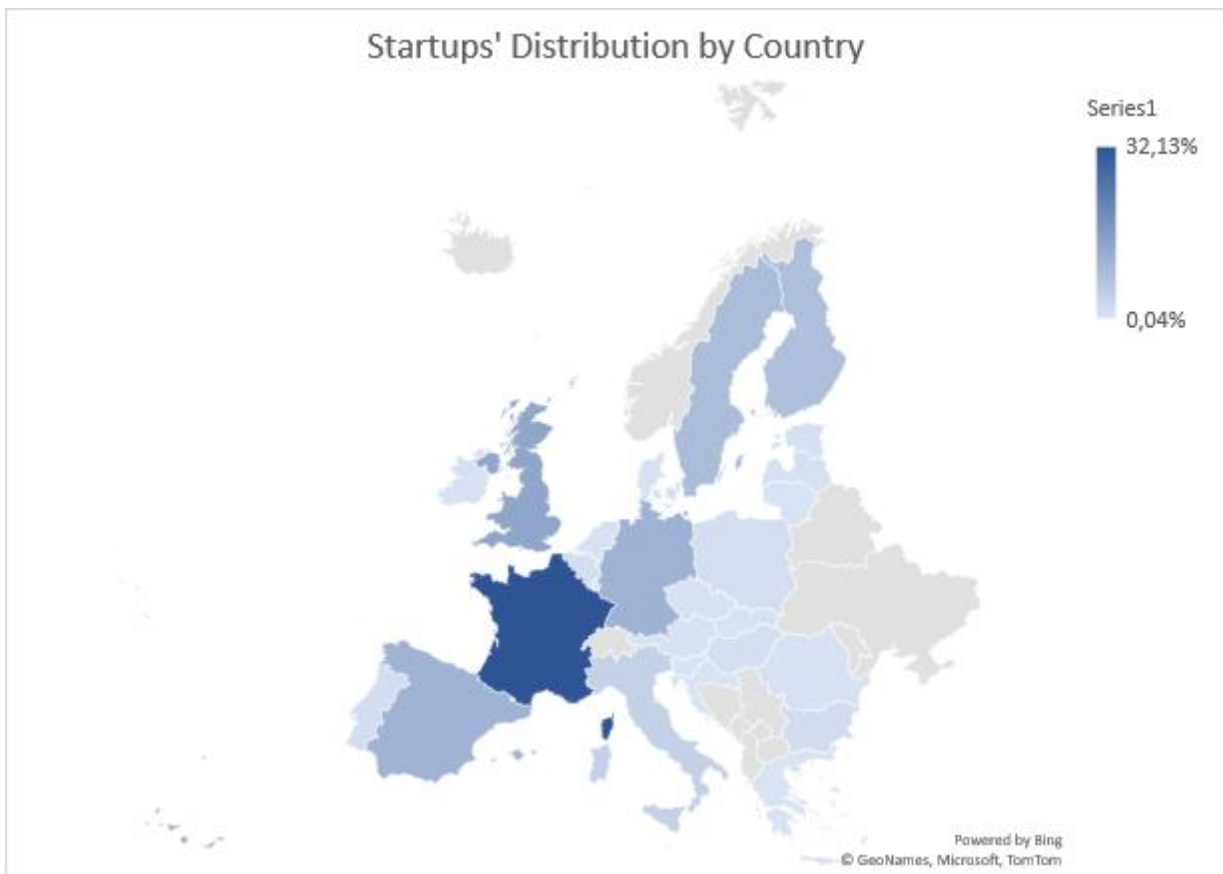 Startups' Distribution by Country
Series1
32,13%
0,04%
Powered by Bing
© GeoNames, Microsoft, TomTom